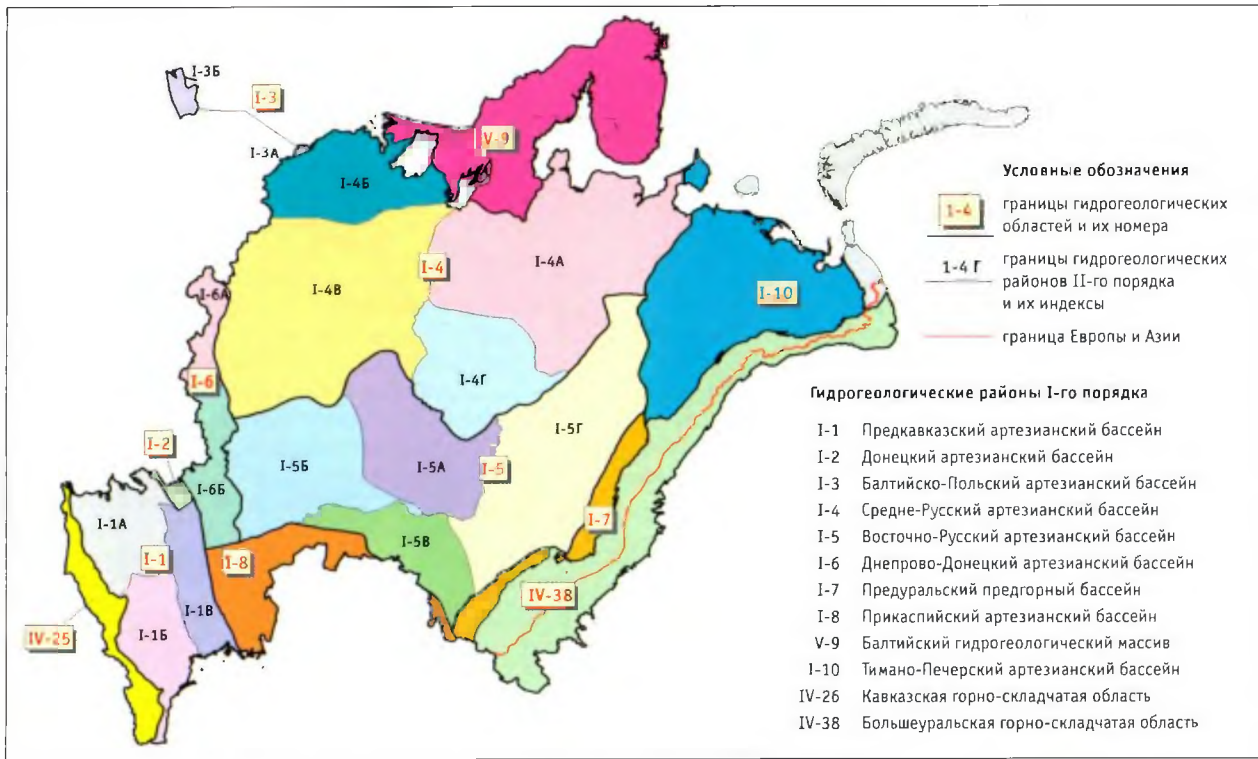 I-3Б
I-3
I-3А
V-9
I-4Б
I-4
I-4А
I-4В
I-6А
I-10
I-6
I-4Г
I-5Г
I-2
I-5Б
I-5А
I-5
I-6Б
I-1А
I-7
I-5В
I-1
I-8
I-1В
IV-38
IV-25
I-1Б
Условные обозначения
1-4
границы гидрогеологических
областей и их номера
1-4 Г
границы гидрогеологических
районов II-го порядка
и их индексы
граница Европы и Азии
Гидрогеологические районы I-го порядка
I-1 Предкавказский артезианский бассейн
I-2 Донецкий артезианский бассейн
I-3 Балтийско-Польский артезианский бассейн
I-4 Средне-Русский артезианский бассейн
I-5 Восточно-Русский артезианский бассейн
I-6 Днепрово-Донецкий артезианский бассейн
I-7 Предуральский предгорный бассейн
I-8 Прикаспийский артезианский бассейн
V-9 Балтийский гидрогеологический массив
I-10 Тимано-Печерский артезианский бассейн
IV-26 Кавказская горно-складчатая область
IV-38 Большеуральская горно-складчатая область